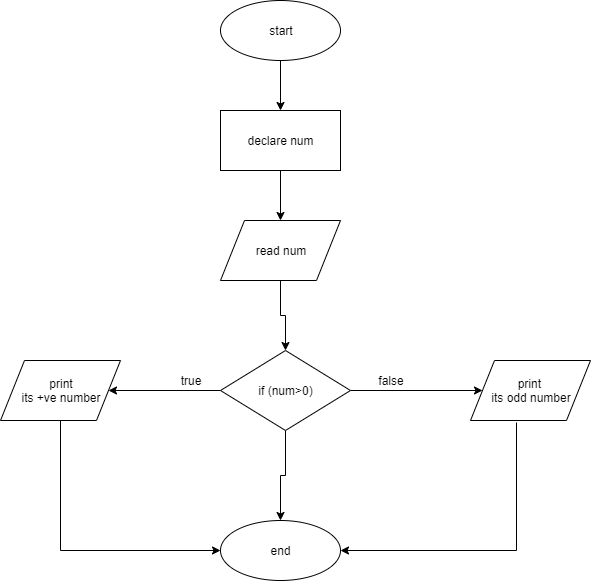 start
declare num
read num
true
if (num>0)
false
print
its +ve number
print
its odd number
end